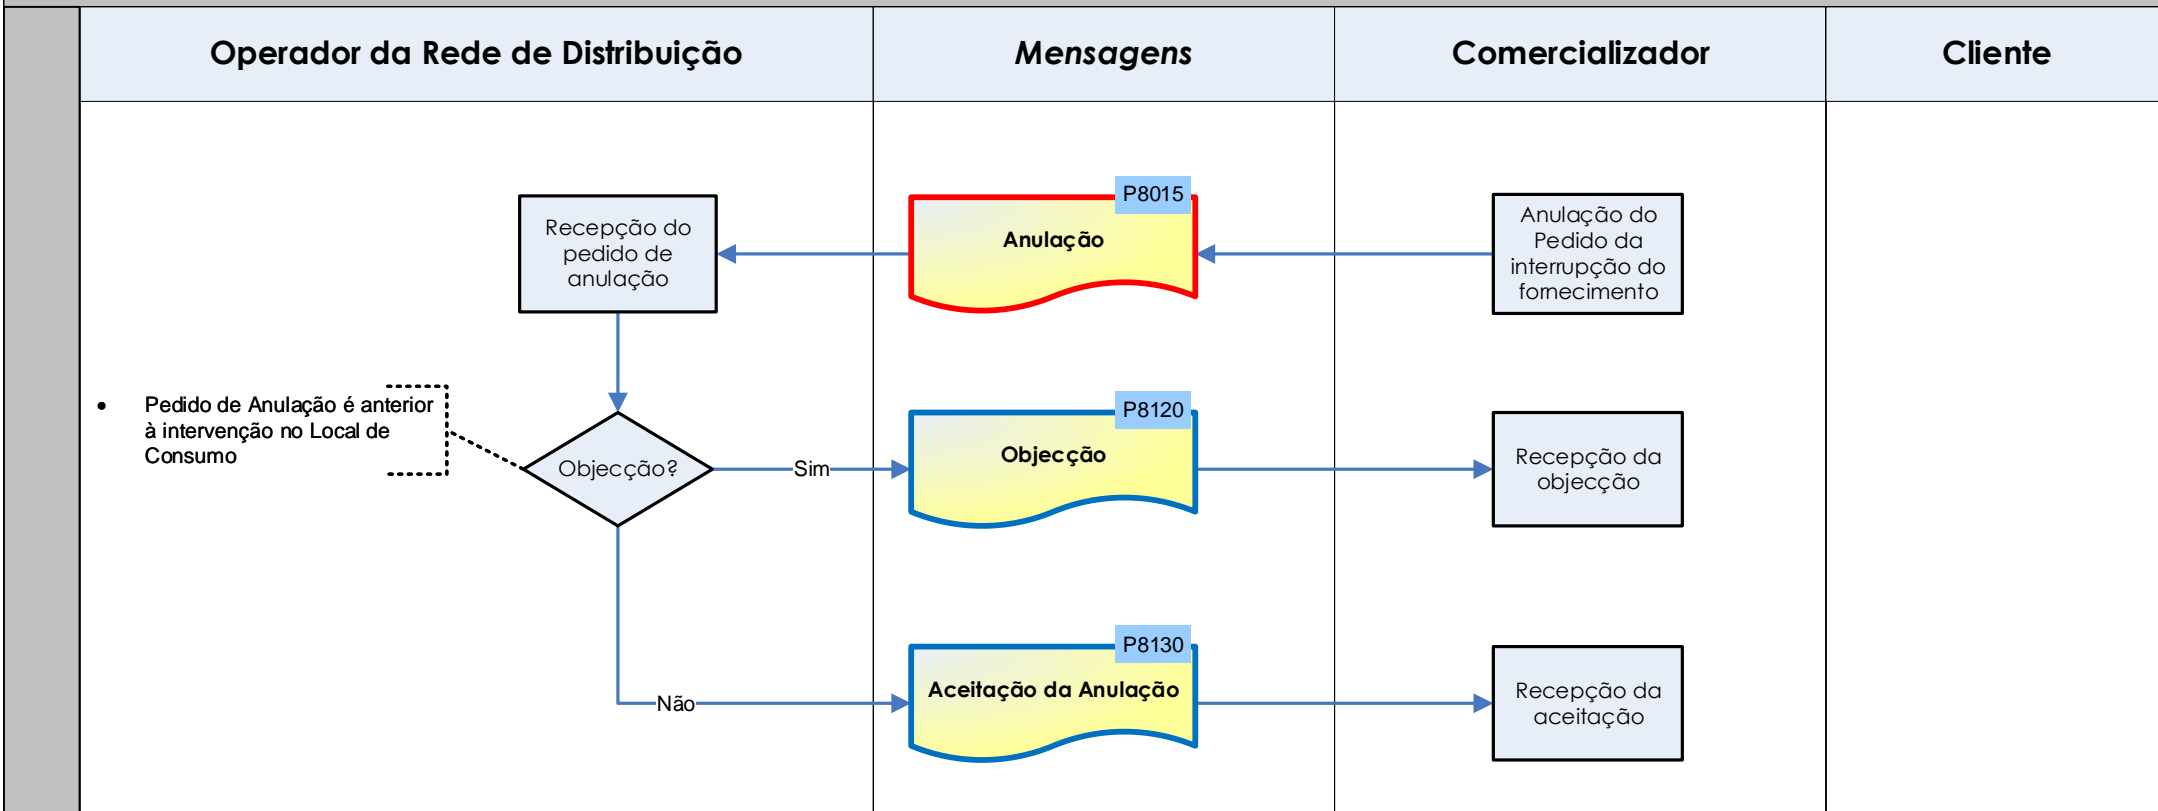 Operador da Rede de Distribuição
Mensagens
Comercializador
Cliente
P8015
Recepção do
pedido de
anulação
Anulação
Anulação do
Pedido da
interrupção do
fornecimento
• Pedido de Anulação é anterior
à intervenção no Local de
Consumo
Objecção?
Sim
P8120
Objecção
Recepção da
objecção
Não
P8130
Aceitação da Anulação
Recepção da
aceitação